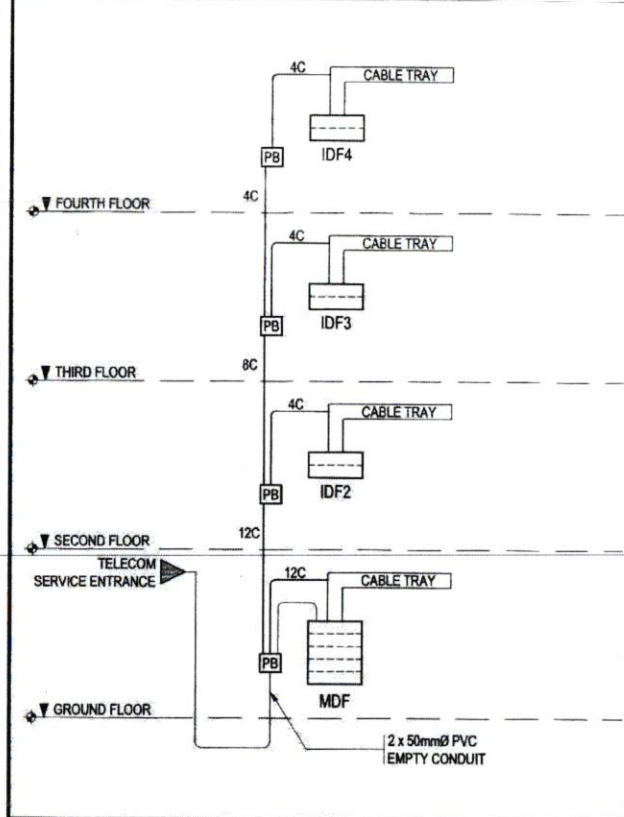 4C
CABLE TRAY
PB
IDF4
FOURTH FLOOR
4C
4C
CABLE TRAY
PB
IDF3
THIRD FLOOR
8C
4C
CABLE TRAY
PB
IDF2
SECOND FLOOR
12C
TELECOM
SERVICE ENTRANCE
12C
CABLE TRAY
PB
MDF
GROUND FLOOR
2 x 50mmØ PVC
EMPTY CONDUIT